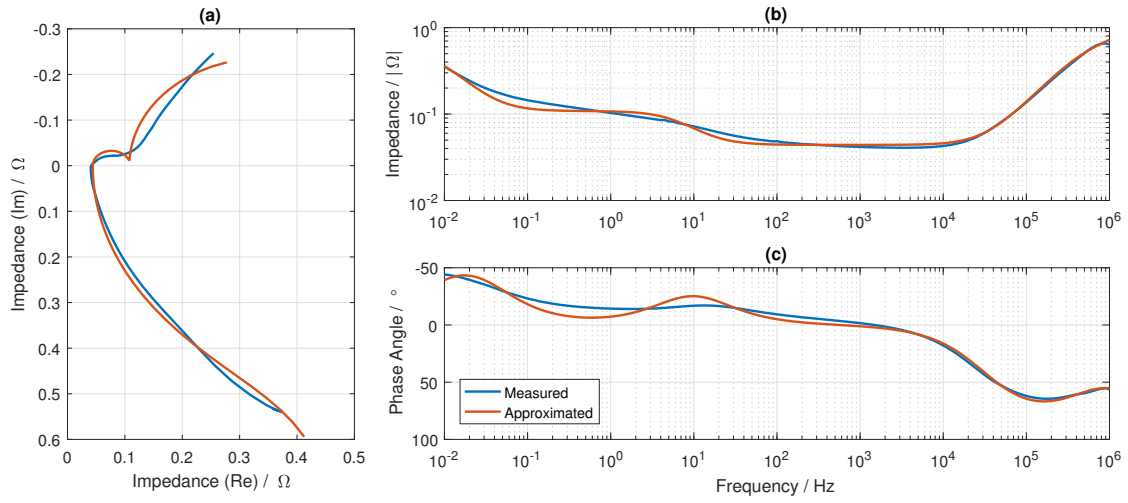 (a)
-0.3
-0.2
-0.1
0
0.1
0.2
0.3
0.4
0.5
0.6
Impedance (Im) / Ω
0 0.1 0.2 0.3 0.4 0.5
Impedance (Re) / Ω
(b)
10^0
10^-1
10^-2
Impedance / |Ω|
10^-2 10^-1 10^0 10^1 10^2 10^3 10^4 10^5 10^6
(c)
-50
0
50
100
Phase Angle / °
Measured
Approximated
10^-2 10^-1 10^0 10^1 10^2 10^3 10^4 10^5 10^6
Frequency / Hz